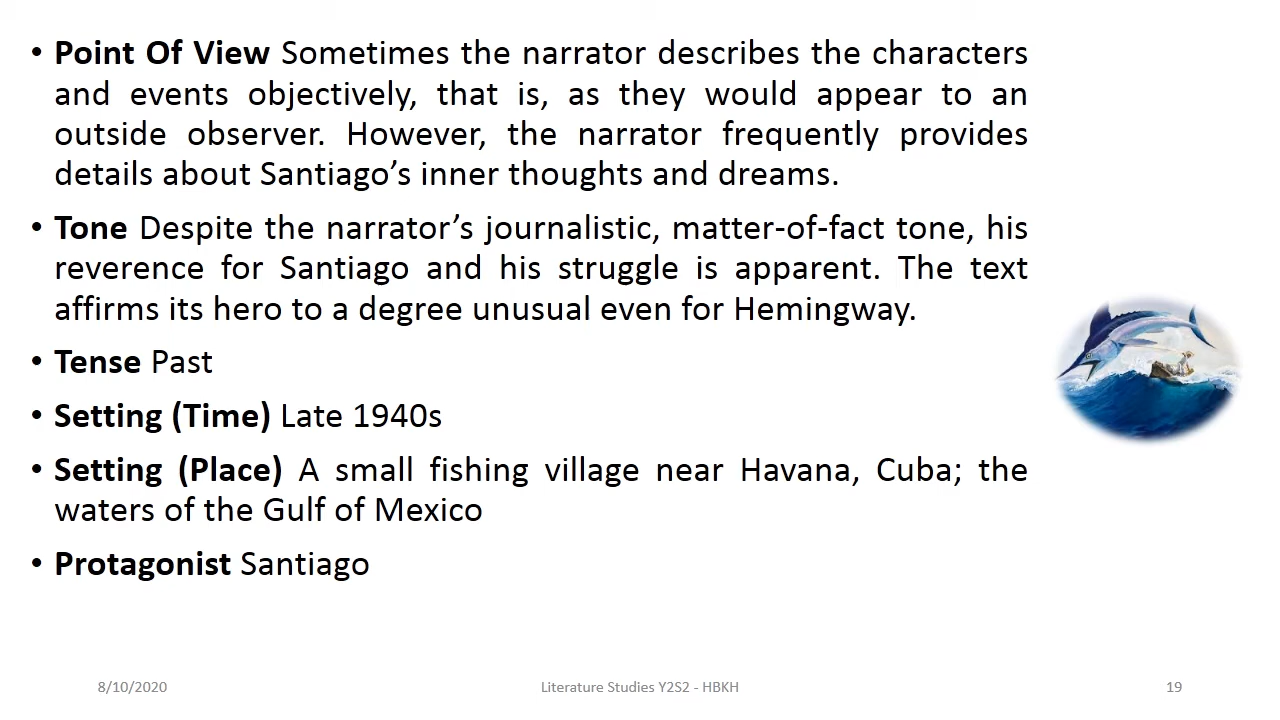 • Point Of View Sometimes the narrator describes the characters
and events objectively, that is, as they would appear to an
outside observer. However, the narrator frequently provides
details about Santiago’s inner thoughts and dreams.
• Tone Despite the narrator’s journalistic, matter-of-fact tone, his
reverence for Santiago and his struggle is apparent. The text
affirms its hero to a degree unusual even for Hemingway.
• Tense Past
• Setting (Time) Late 1940s
• Setting (Place) A small fishing village near Havana, Cuba; the
waters of the Gulf of Mexico
• Protagonist Santiago
8/10/2020
Literature Studies Y2S2 - HBKH
19